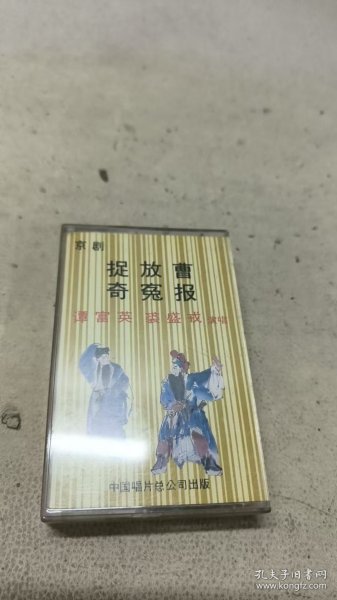 京剧
捉放曹
奇冤报
谭富英 裘盛戎 演唱
中国唱片总公司出版
孔夫子旧书网